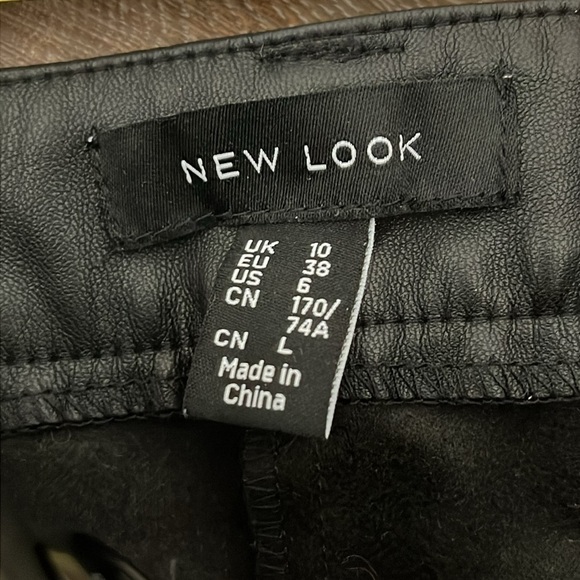 NEW LOOK
UK 10
EU 38
US 6
CN 170/
74A
CN L
Made in
China